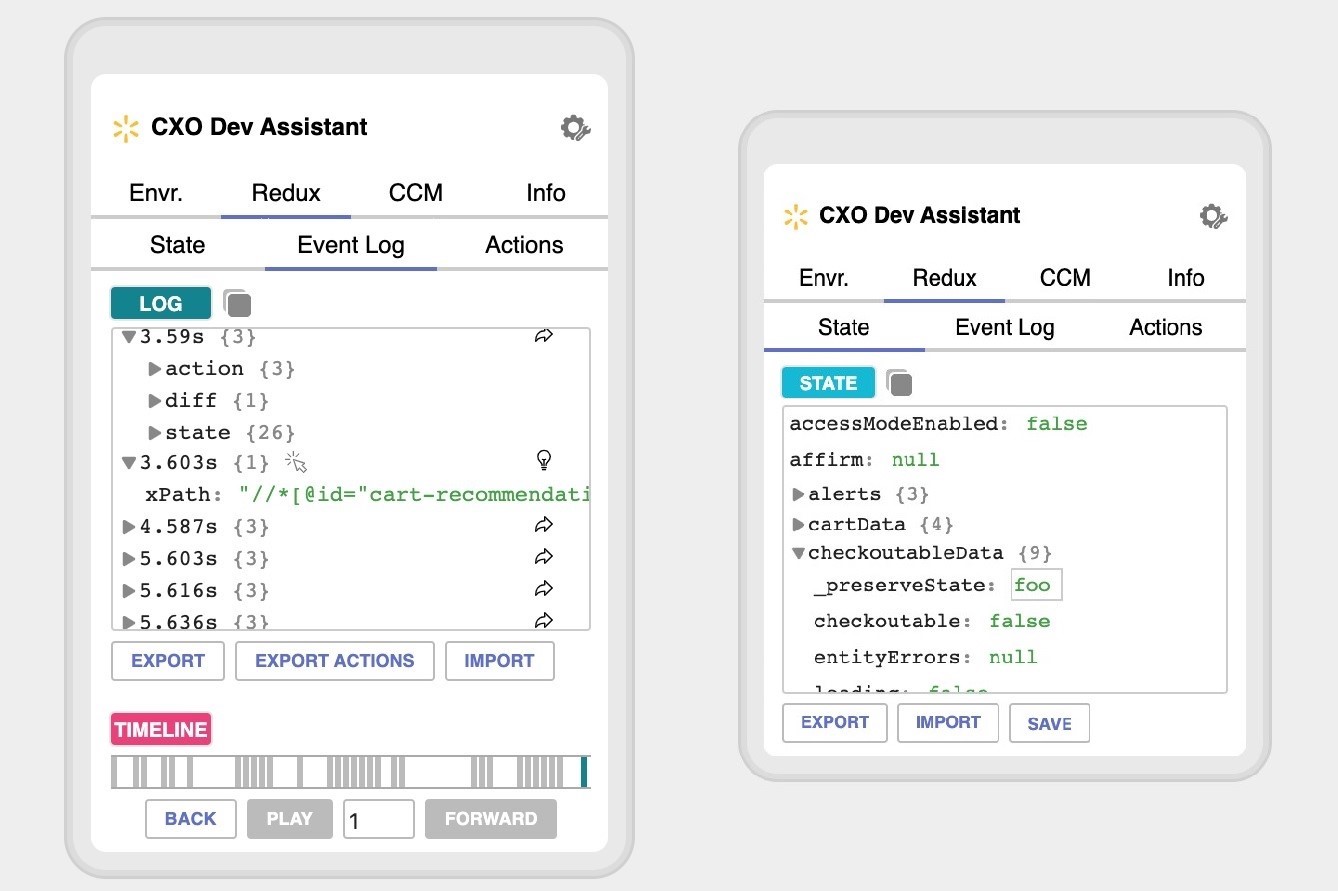 CXO Dev Assistant
Envr. Redux CCM Info
State Event Log Actions
LOG
3.59s {3}
action {3}
diff {1}
state {26}
3.603s {1}
xPath: "//*[@id="cart-recommendati
4.587s {3}
5.603s {3}
5.616s {3}
5.636s {3}
EXPORT EXPORT ACTIONS IMPORT
TIMELINE
BACK PLAY 1 FORWARD
CXO Dev Assistant
Envr. Redux CCM Info
State Event Log Actions
STATE
accessModeEnabled: false
affirm: null
alerts {3}
cartData {4}
checkoutableData {9}
_preserveState: foo
checkoutable: false
entityErrors: null
loading: false
EXPORT IMPORT SAVE